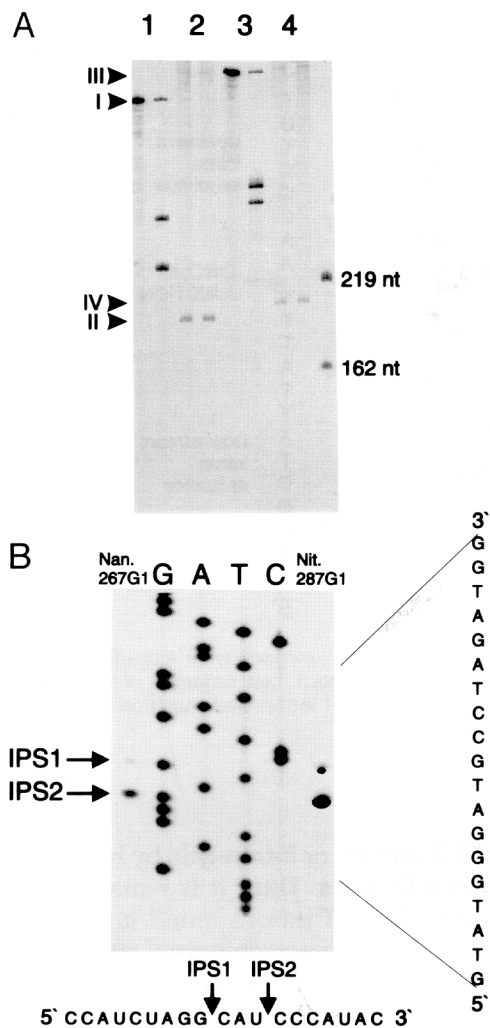 A
1 2 3 4
III
I
219 nt
IV
II
162 nt
B
Nan.
267G1
G A T C
Nit.
287G1
IPS1
IPS2
3`
G
G
T
A
G
A
T
C
C
G
T
A
G
G
G
T
A
T
G
5`
IPS1 IPS2
5` CCAUCUAGG CAU CCCAUAC 3`